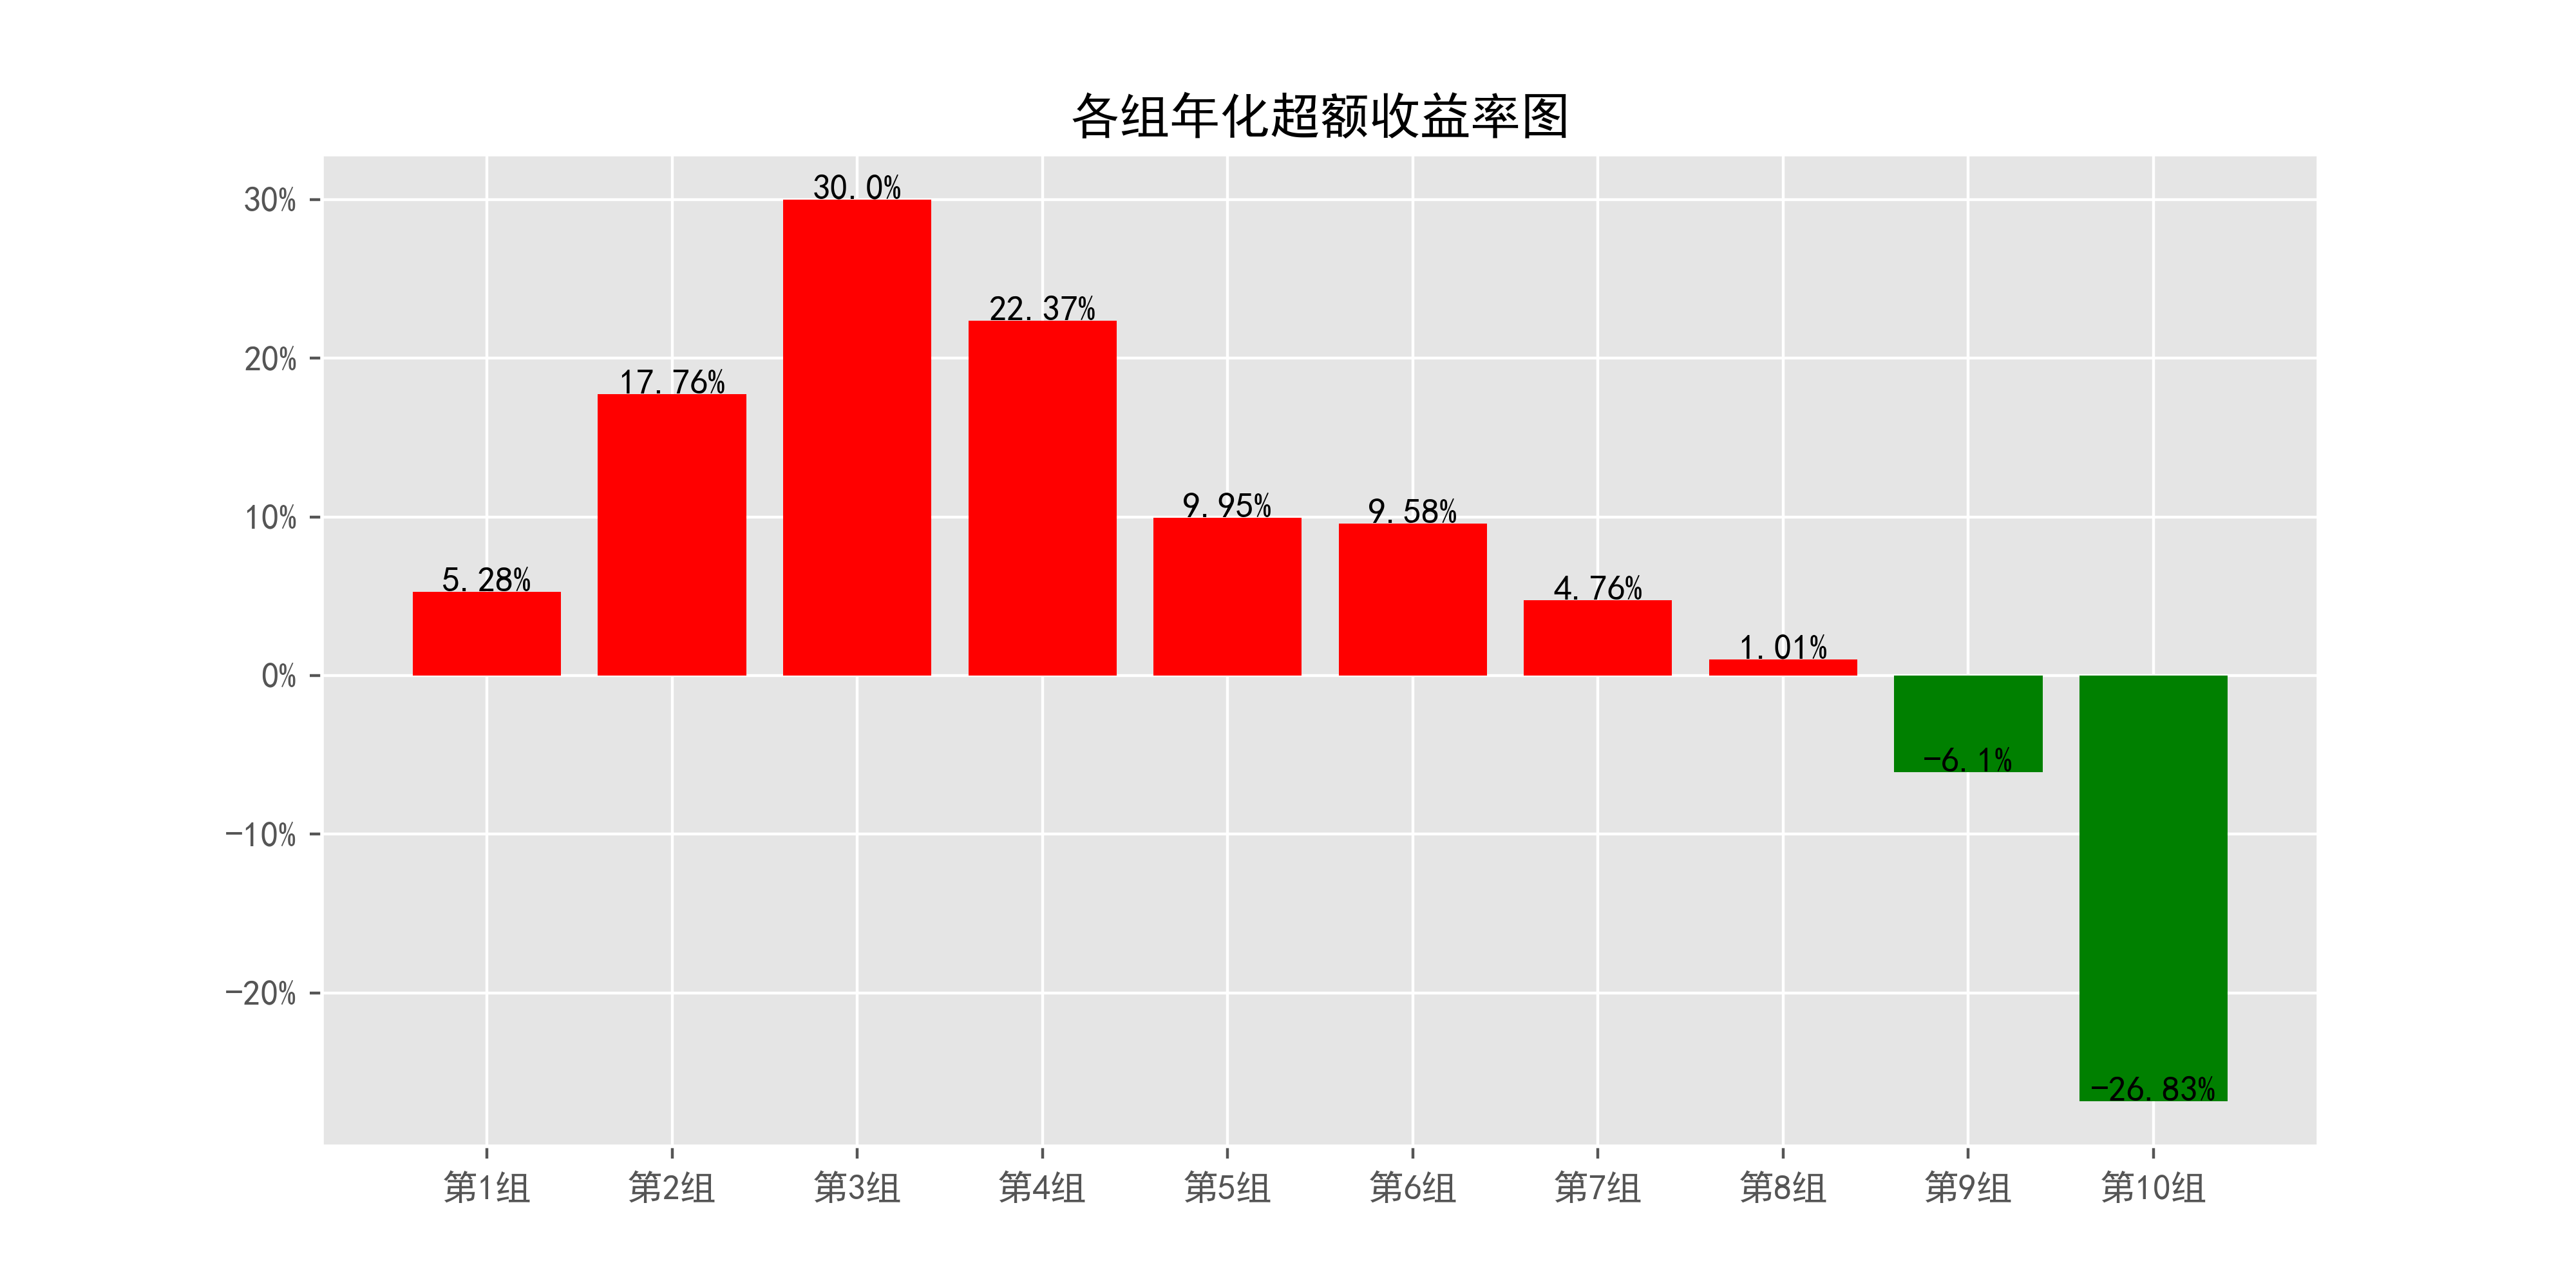 各组年化超额收益率图
30%
20%
10%
0%
−10%
−20%
5.28%
17.76%
30.0%
22.37%
9.95%
9.58%
4.76%
1.01%
−6.1%
−26.83%
第1组
第2组
第3组
第4组
第5组
第6组
第7组
第8组
第9组
第10组